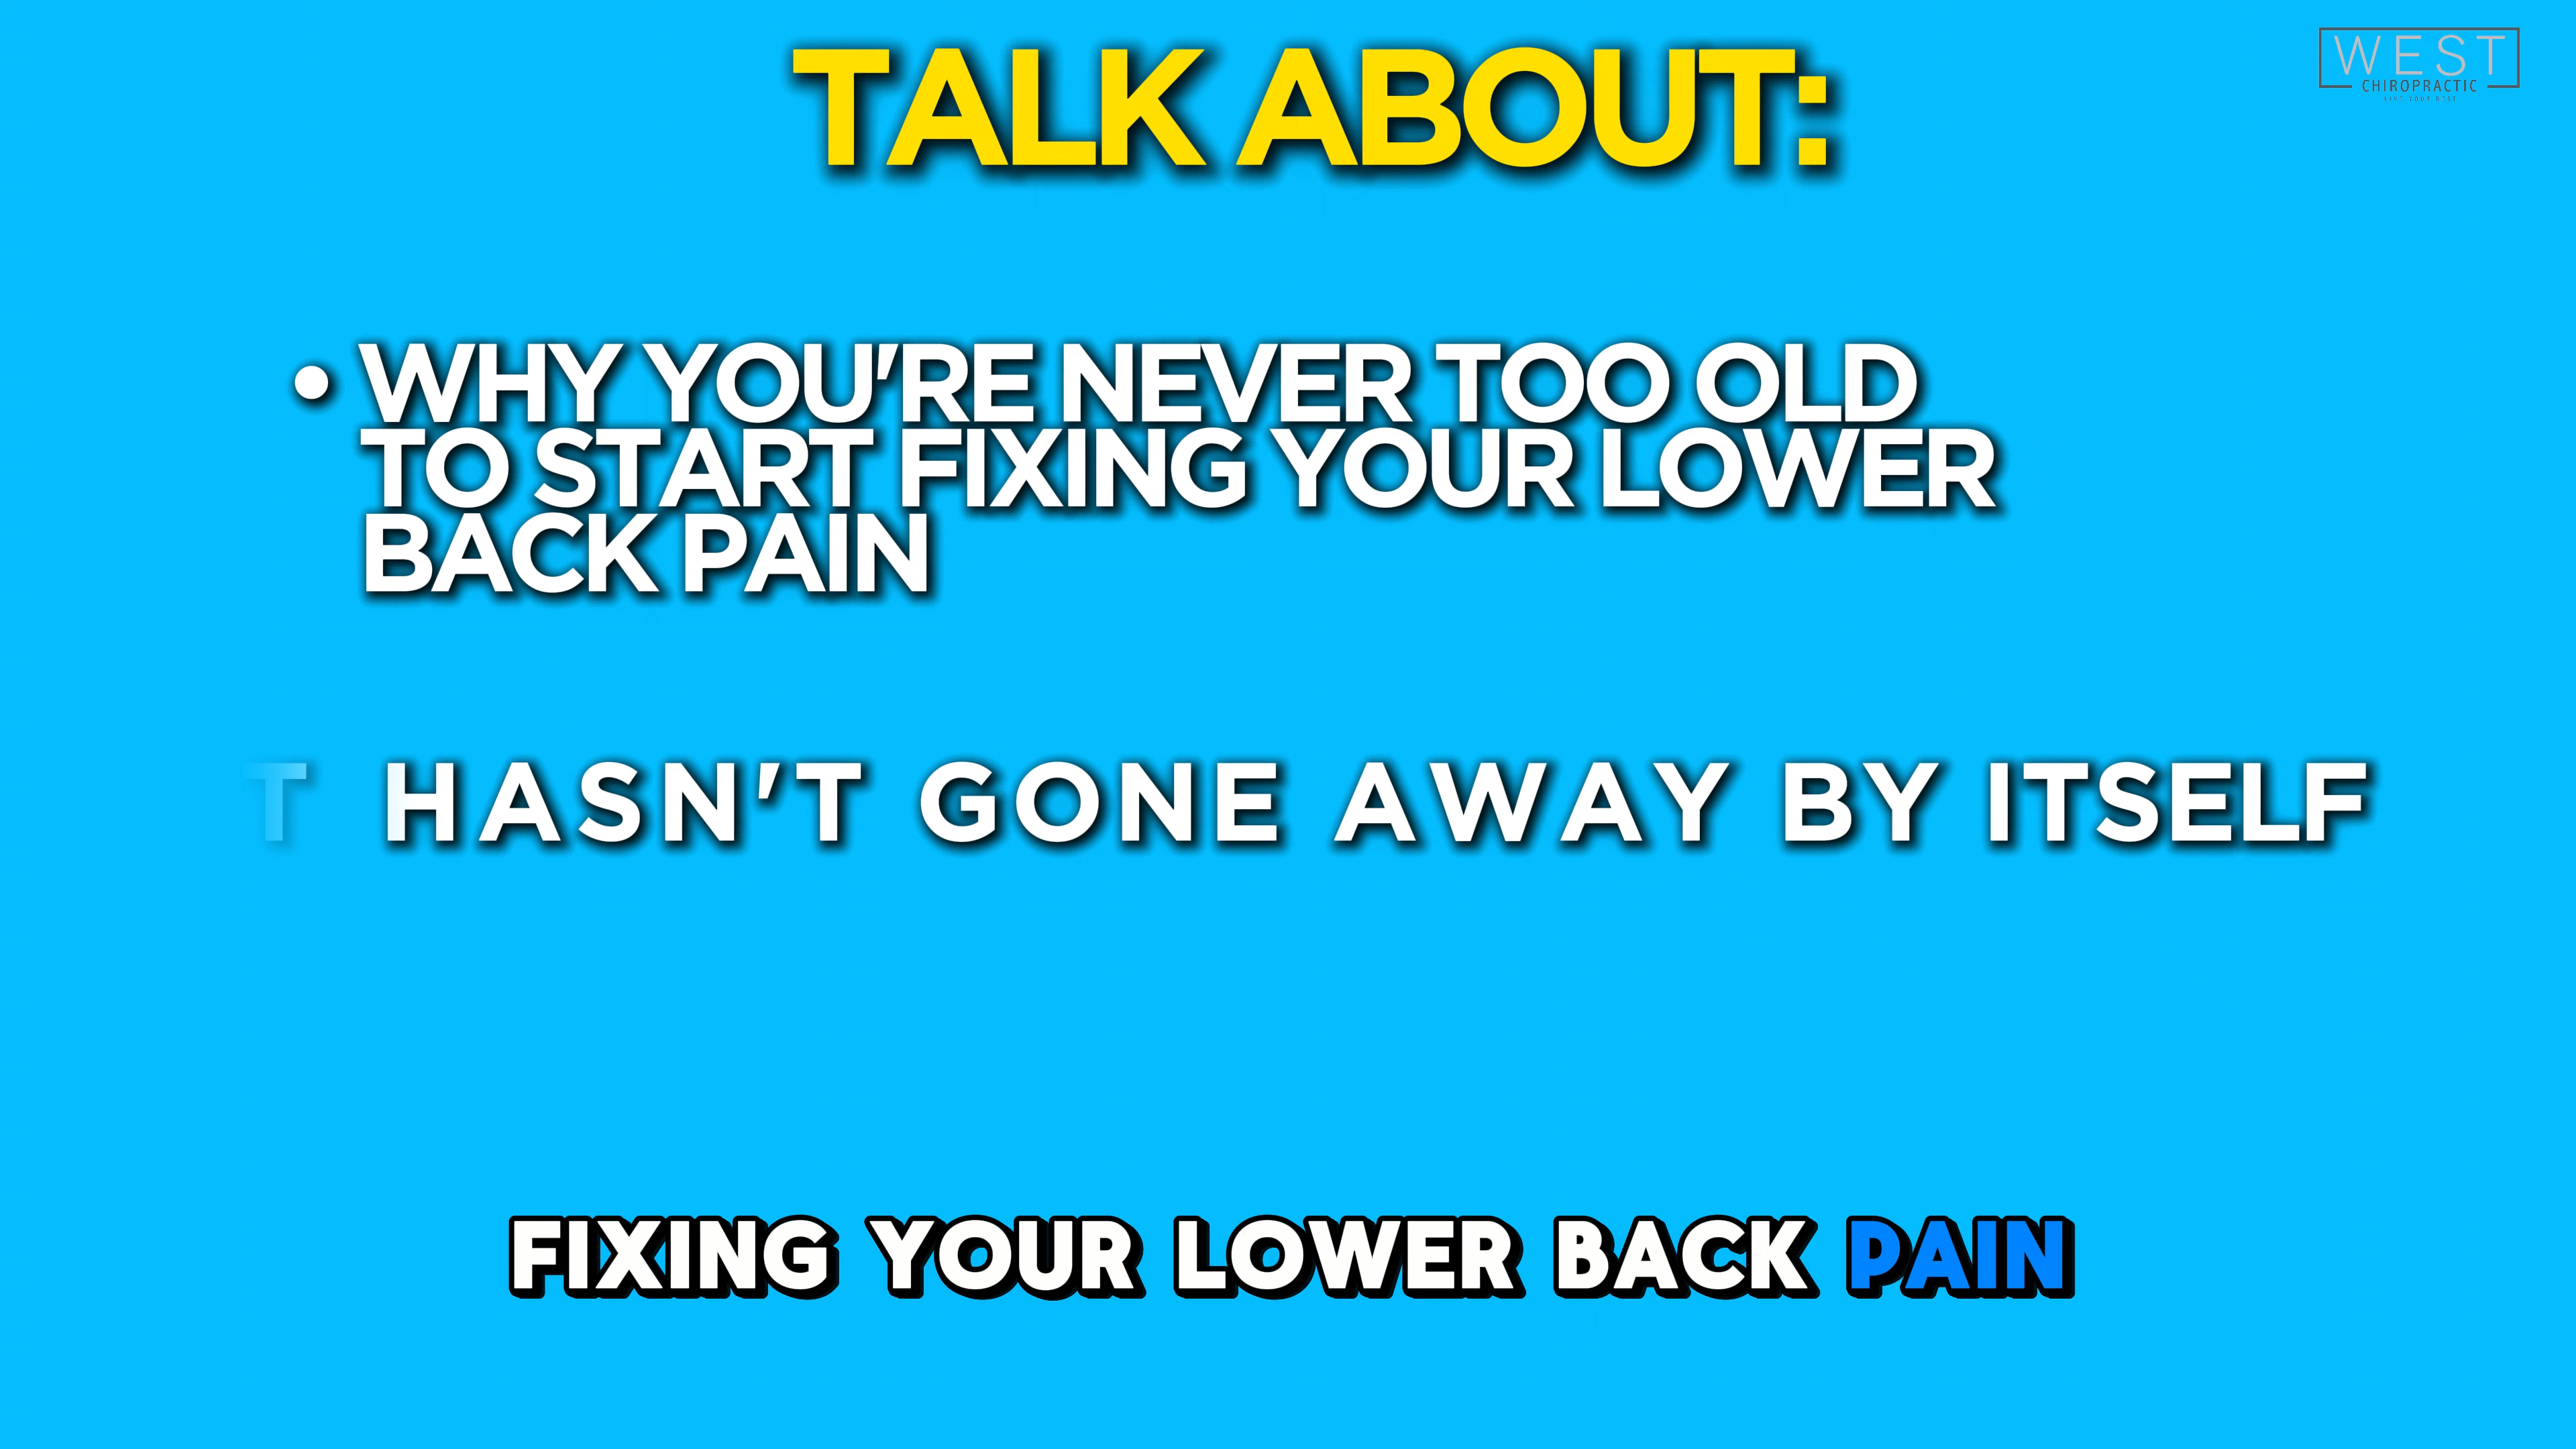 WEST
CHIROPRACTIC
TALK ABOUT:
• WHY YOU'RE NEVER TOO OLD
TO START FIXING YOUR LOWER
BACK PAIN
T HASN'T GONE AWAY BY ITSELF
FIXING YOUR LOWER BACK PAIN